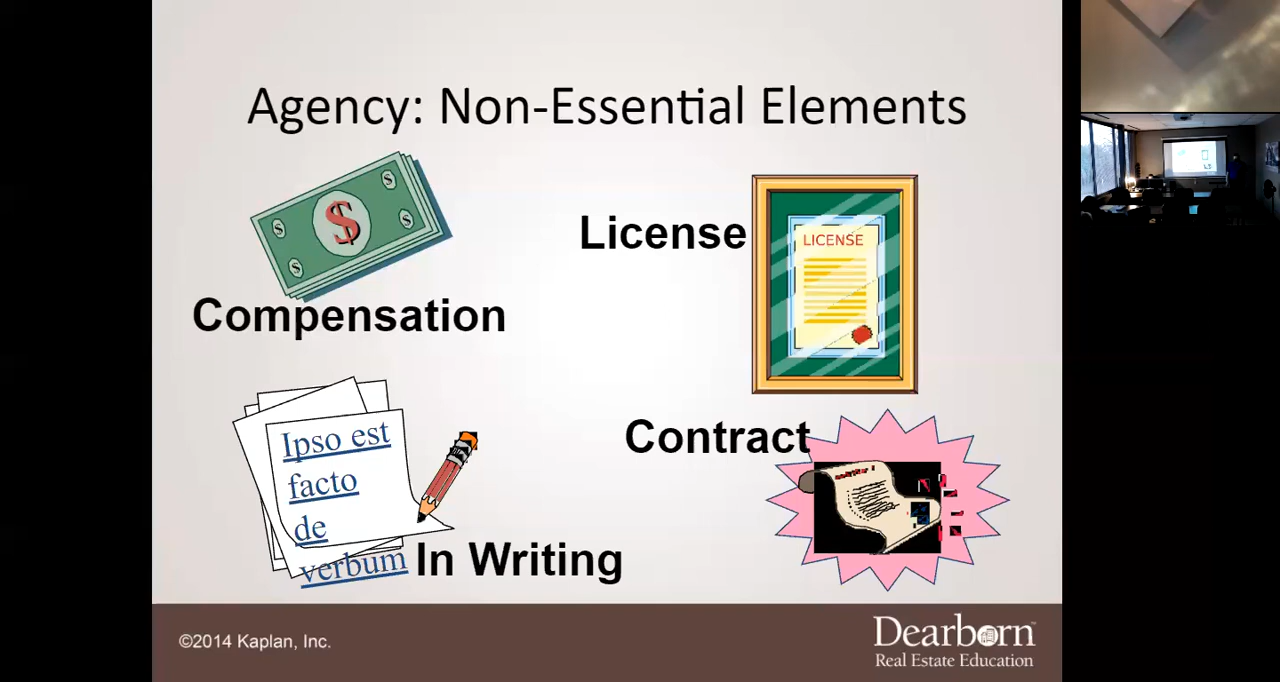 Agency: Non-Essential Elements
$
$
$
$
$
Compensation
License
LICENSE
Ipso est
facto
de
verbum
In Writing
Contract
©2014 Kaplan, Inc.
Dearborn™
Real Estate Education